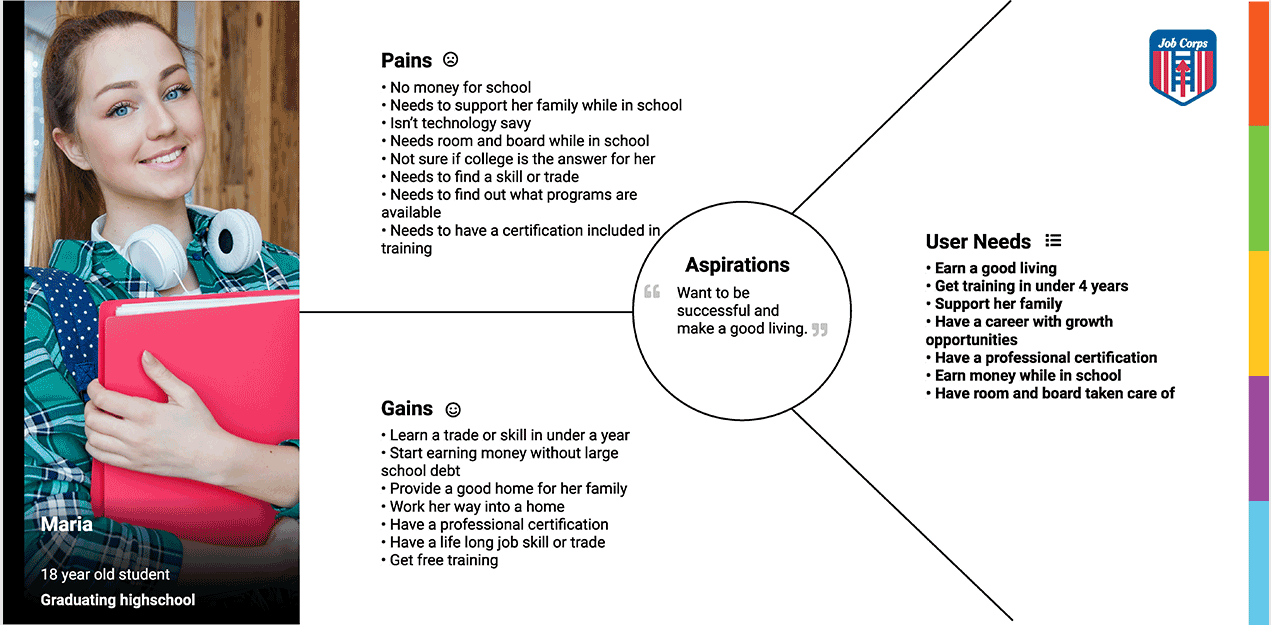 Maria
18 year old student
Graduating highschool
Pains
• No money for school
• Needs to support her family while in school
• Isn't technology savy
• Needs room and board while in school
• Not sure if college is the answer for her
• Needs to find a skill or trade
• Needs to find out what programs are
available
• Needs to have a certification included in
training
Gains
• Learn a trade or skill in under a year
• Start earning money without large
school debt
• Provide a good home for her family
• Work her way into a home
• Have a professional certification
• Have a life long job skill or trade
• Get free training
Aspirations
“ Want to be
successful and
make a good living. ”
User Needs
• Earn a good living
• Get training in under 4 years
• Support her family
• Have a career with growth
opportunities
• Have a professional certification
• Earn money while in school
• Have room and board taken care of
Job Corps